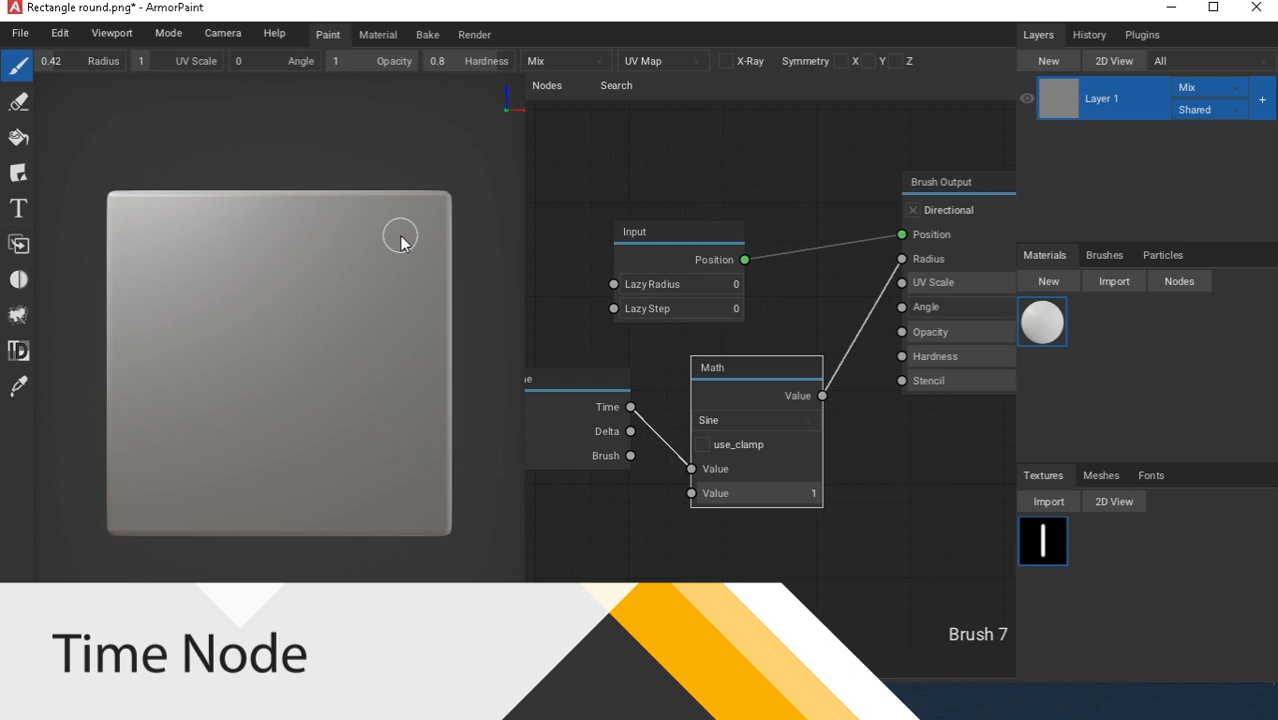 Rectangle round.png* - ArmorPaint
File Edit Viewport Mode Camera Help Paint Material Bake Render
0.42 Radius 1 UV Scale 0 Angle 1 Opacity 0.8 Hardness Mix UV Map X-Ray Symmetry X Y Z
Nodes Search
Input
Position
Lazy Radius 0
Lazy Step 0
Time
Delta
Brush
Math
Value
Sine
use_clamp
Value
Value 1
Brush Output
Directional
Position
Radius
UV Scale
Angle
Opacity
Hardness
Stencil
Brush 7
Layers History Plugins
New 2D View All
Layer 1 Mix
Shared
+
Materials Brushes Particles
New Import Nodes
Textures Meshes Fonts
Import 2D View
Time Node